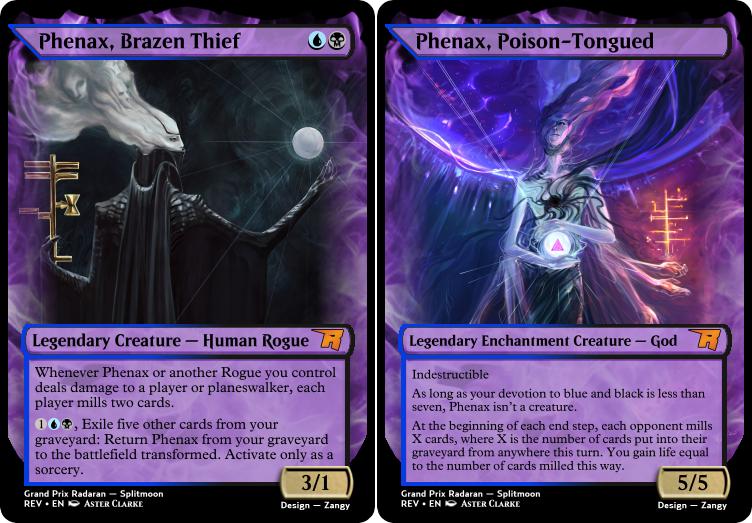 Phenax, Brazen Thief
Legendary Creature — Human Rogue
Whenever Phenax or another Rogue you control
deals damage to a player or planeswalker, each
player mills two cards.
1, Exile five other cards from your
graveyard: Return Phenax from your graveyard
to the battlefield transformed. Activate only as a
sorcery.
3/1
Grand Prix Radaran — Splitmoon
REV • EN ASTER CLARKE
Design — Zangy
Phenax, Poison-Tongued
Legendary Enchantment Creature — God
Indestructible
As long as your devotion to blue and black is less than
seven, Phenax isn't a creature.
At the beginning of each end step, each opponent mills
X cards, where X is the number of cards put into their
graveyard from anywhere this turn. You gain life equal
to the number of cards milled this way.
5/5
Grand Prix Radaran — Splitmoon
REV • EN ASTER CLARKE
Design — Zangy